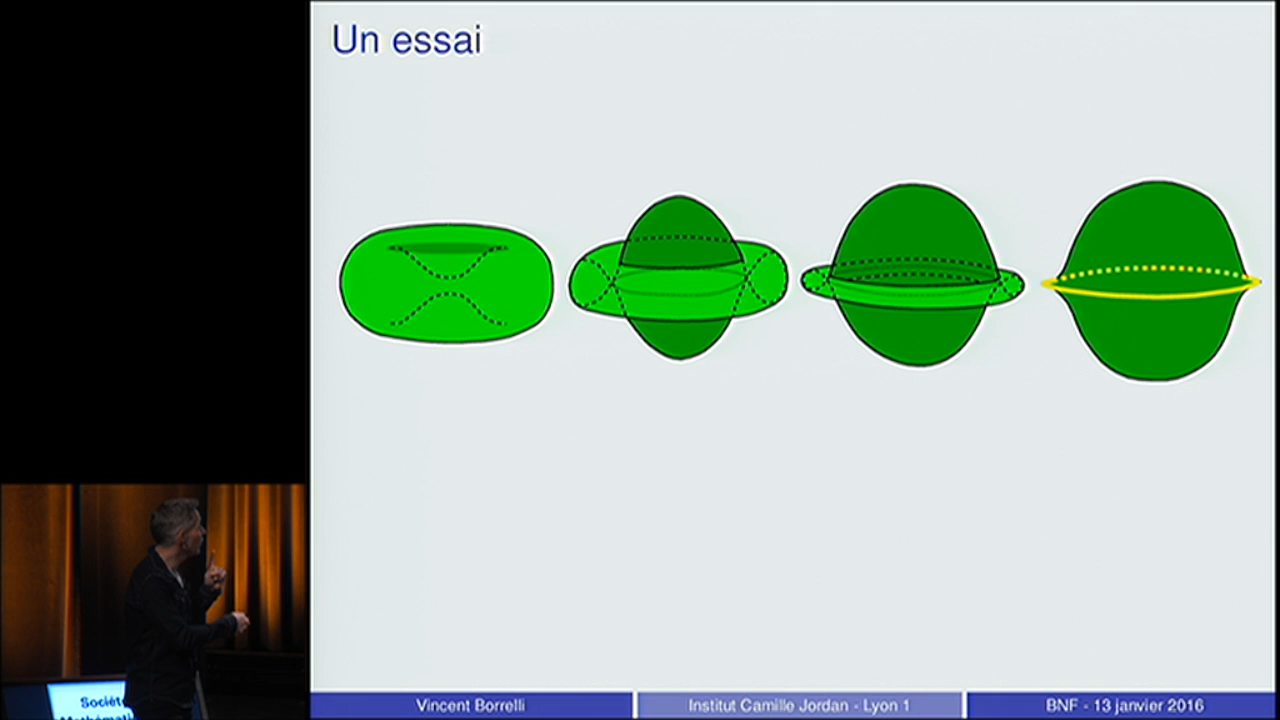 Un essai
Société
Vincent Borrelli
Institut Camille Jordan - Lyon 1
BNF - 13 janvier 2016